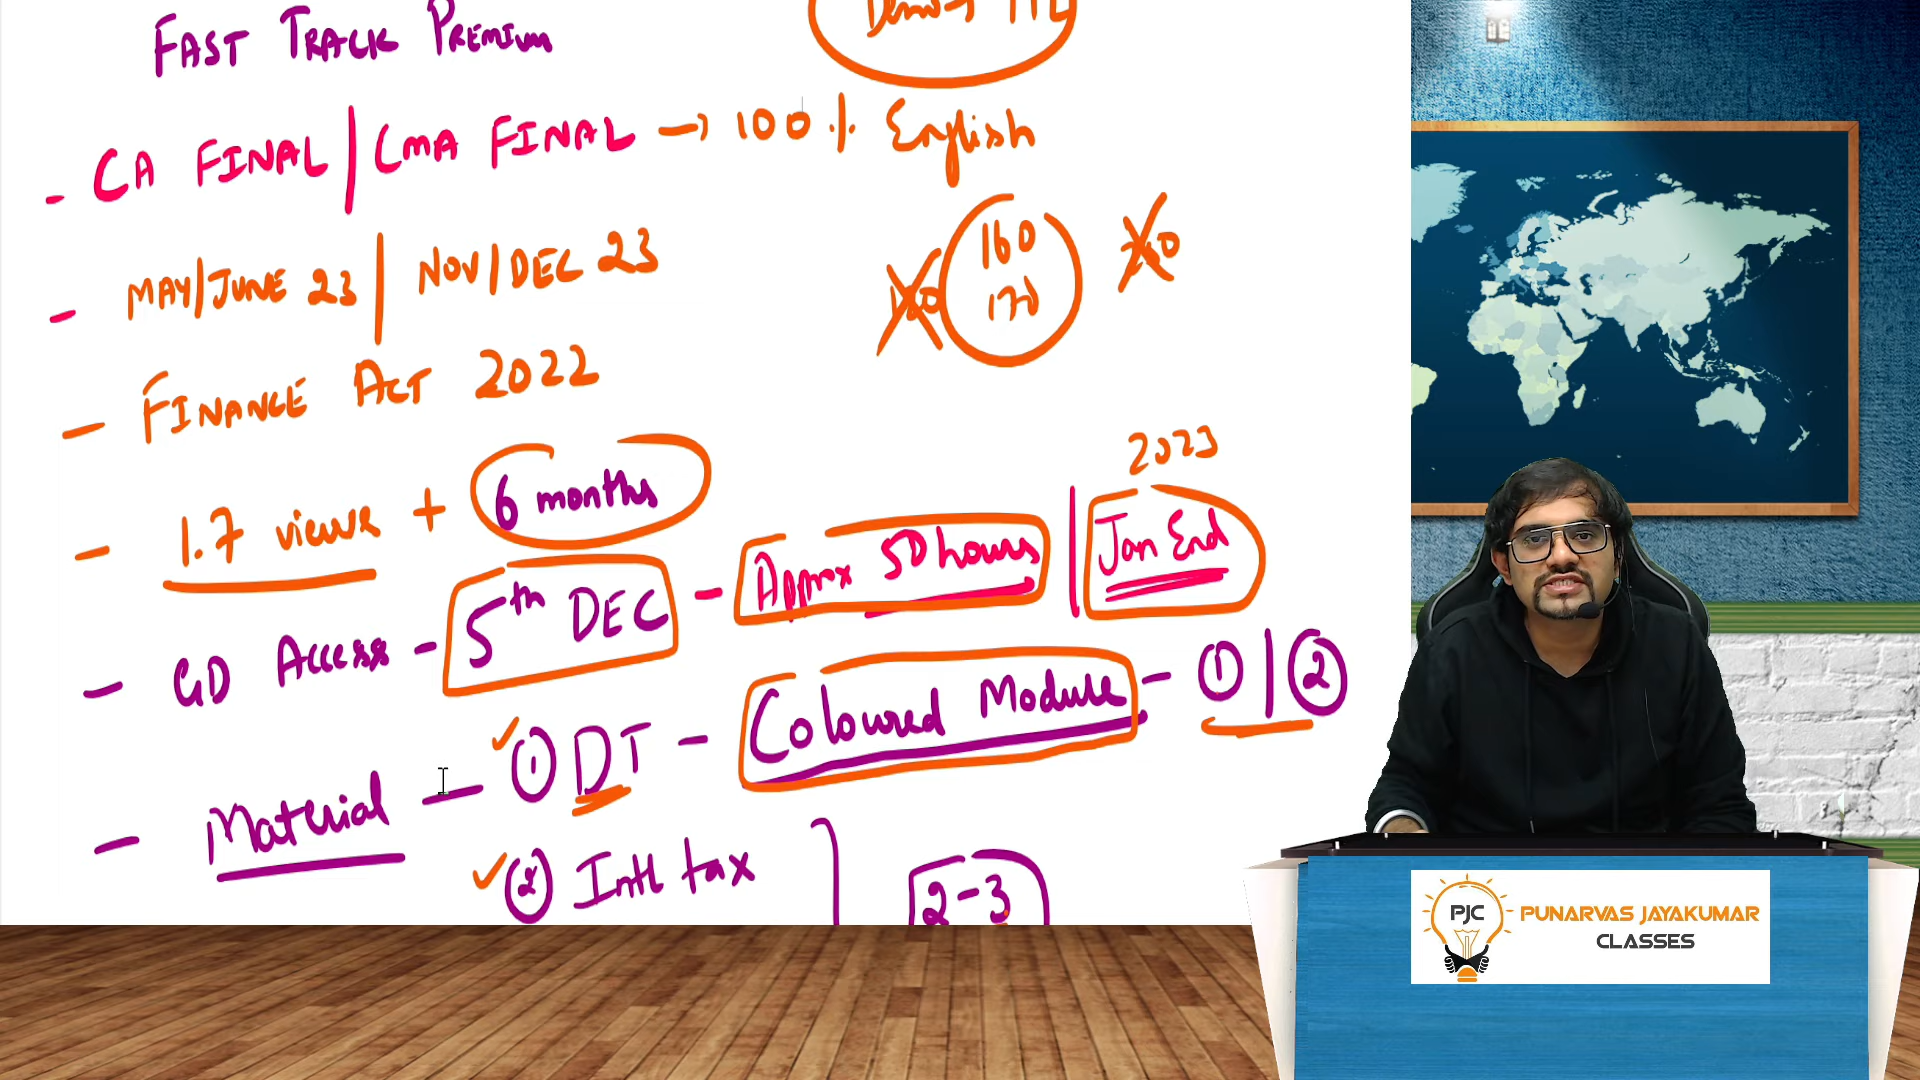 FAST TRACK PREMIUM
- CA FINAL | CMA FINAL → 100 % English
160
170
- MAY/JUNE 23 | NOV/DEC 23
- FINANCE ACT 2022
- 1.7 views + 6 months
2023
- GD Access - 5th DEC - Approx 50 hours | Jan End
- Material - ① DT - Coloured Module - ① | ②
② Intl tax
2-3
PJC PUNARVAS JAYAKUMAR
CLASSES